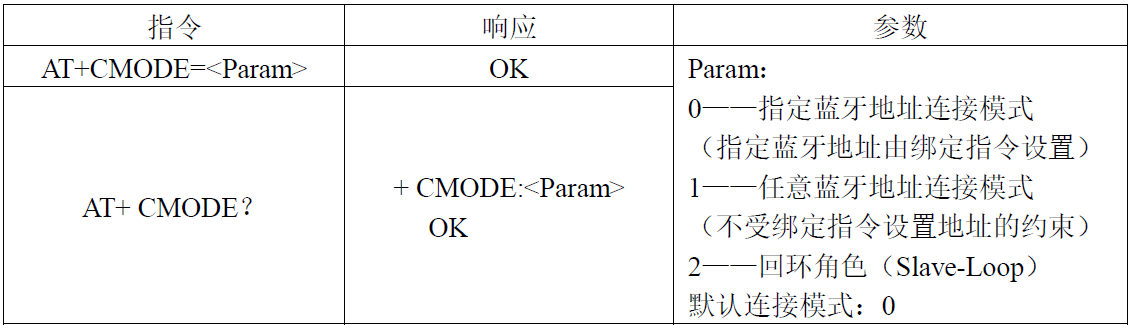 指令
响应
参数
AT+CMODE=<Param>
OK
Param：
0——指定蓝牙地址连接模式
（指定蓝牙地址由绑定指令设置）
1——任意蓝牙地址连接模式
（不受绑定指令设置地址的约束）
2——回环角色（Slave-Loop）
默认连接模式：0
AT+ CMODE？
+ CMODE:<Param>
OK